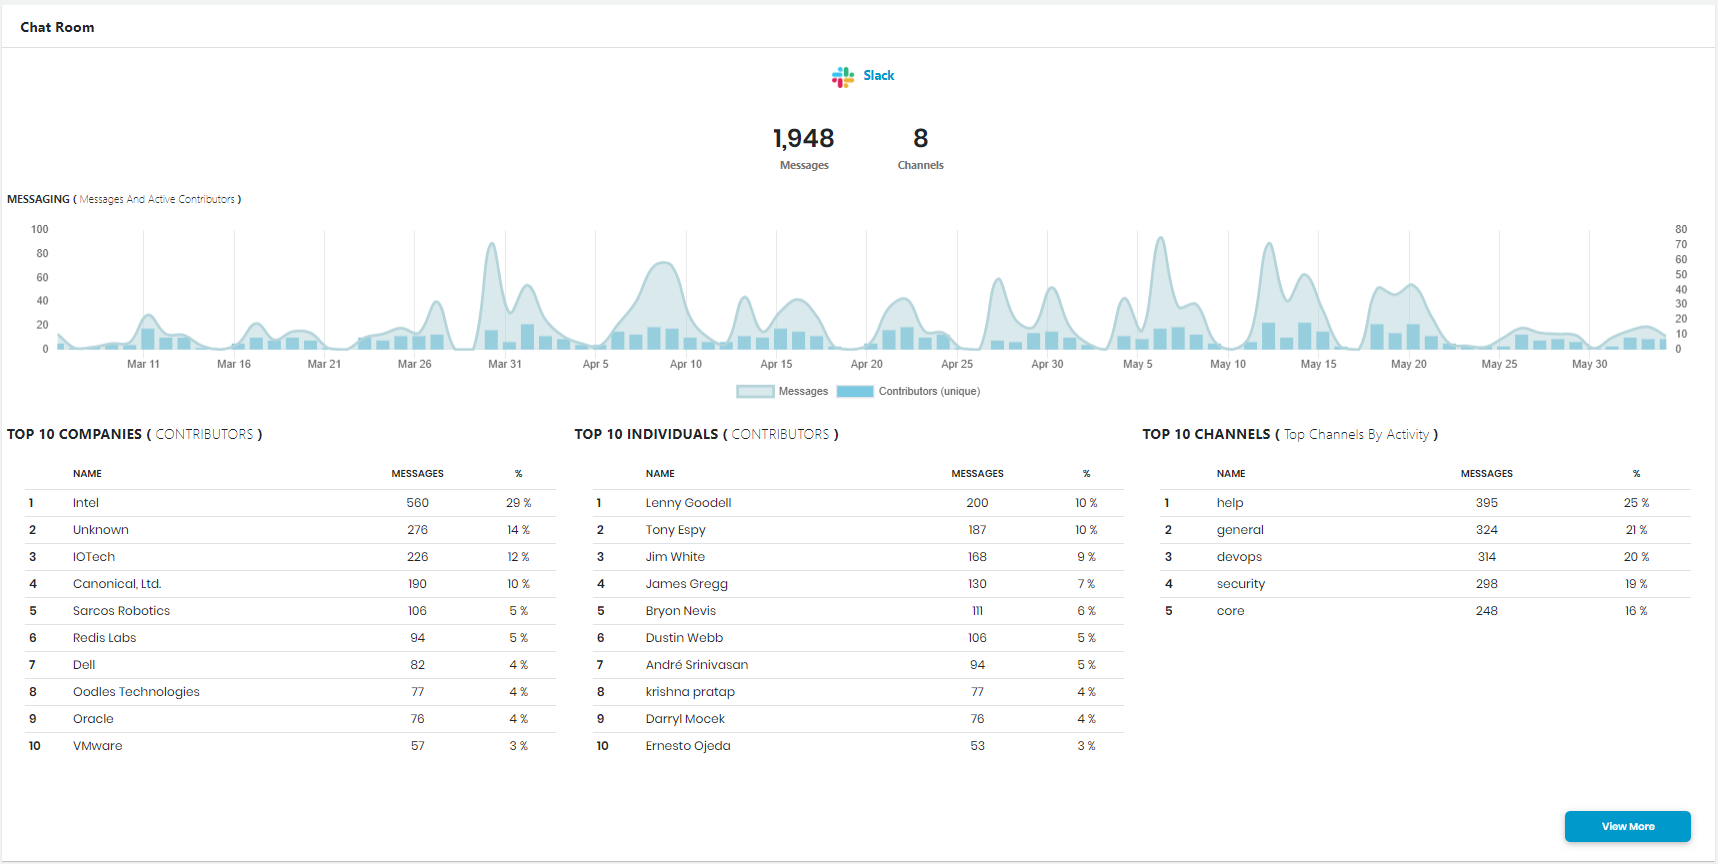 Chat Room
Slack
1,948 8
Messages Channels
MESSAGING ( Messages And Active Contributors )
100 80
80 70
60 60
40 50
20 40
0 30
20
10
0
Mar 11 Mar 16 Mar 21 Mar 26 Mar 31 Apr 5 Apr 10 Apr 15 Apr 20 Apr 25 Apr 30 May 5 May 10 May 15 May 20 May 25 May 30
Messages Contributors (unique)
TOP 10 COMPANIES ( CONTRIBUTORS )
NAME MESSAGES %
1 Intel 560 29 %
2 Unknown 276 14 %
3 IOTech 226 12 %
4 Canonical, Ltd. 190 10 %
5 Sarcos Robotics 106 5 %
6 Redis Labs 94 5 %
7 Dell 82 4 %
8 Oodles Technologies 77 4 %
9 Oracle 76 4 %
10 VMware 57 3 %
TOP 10 INDIVIDUALS ( CONTRIBUTORS )
NAME MESSAGES %
1 Lenny Goodell 200 10 %
2 Tony Espy 187 10 %
3 Jim White 168 9 %
4 James Gregg 130 7 %
5 Bryon Nevis 111 6 %
6 Dustin Webb 106 5 %
7 André Srinivasan 94 5 %
8 krishna pratap 77 4 %
9 Darryl Mocek 76 4 %
10 Ernesto Ojeda 53 3 %
TOP 10 CHANNELS ( Top Channels By Activity )
NAME MESSAGES %
1 help 395 25 %
2 general 324 21 %
3 devops 314 20 %
4 security 298 19 %
5 core 248 16 %
View More